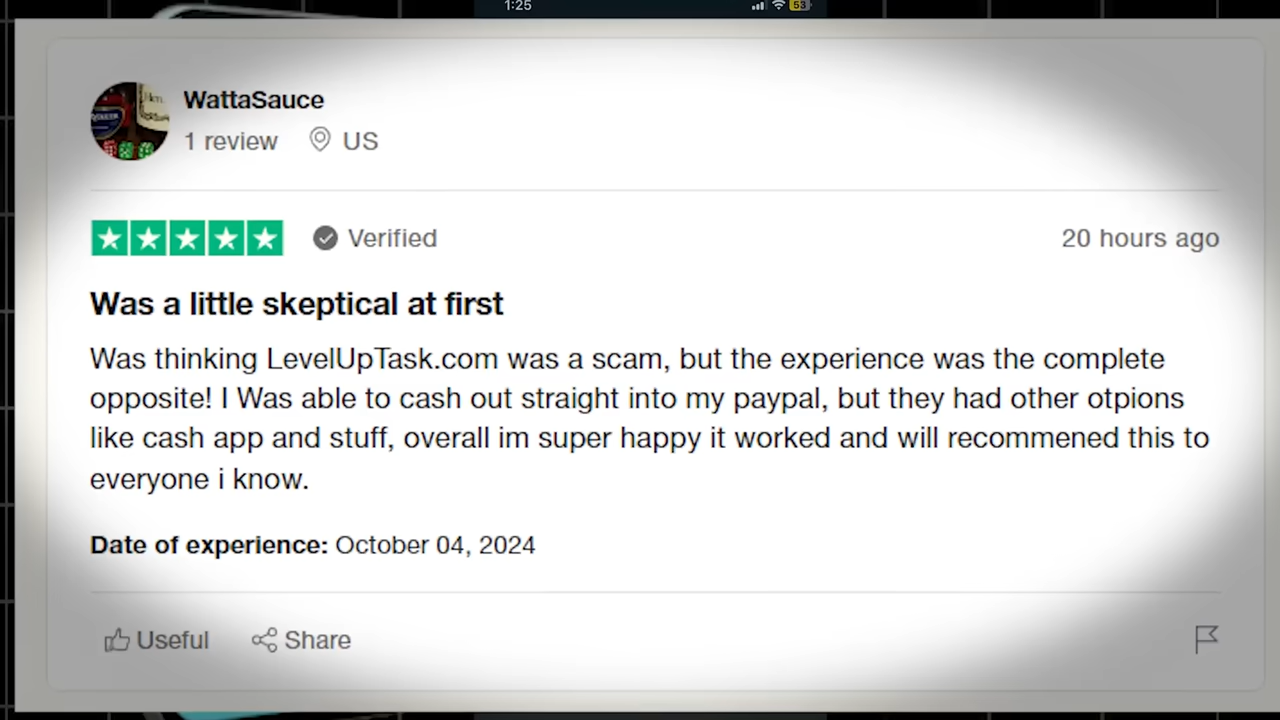 1:25
53
WattaSauce
1 review US
Verified
20 hours ago
Was a little skeptical at first
Was thinking LevelUpTask.com was a scam, but the experience was the complete
opposite! I Was able to cash out straight into my paypal, but they had other otpions
like cash app and stuff, overall im super happy it worked and will recommened this to
everyone i know.
Date of experience: October 04, 2024
Useful
Share